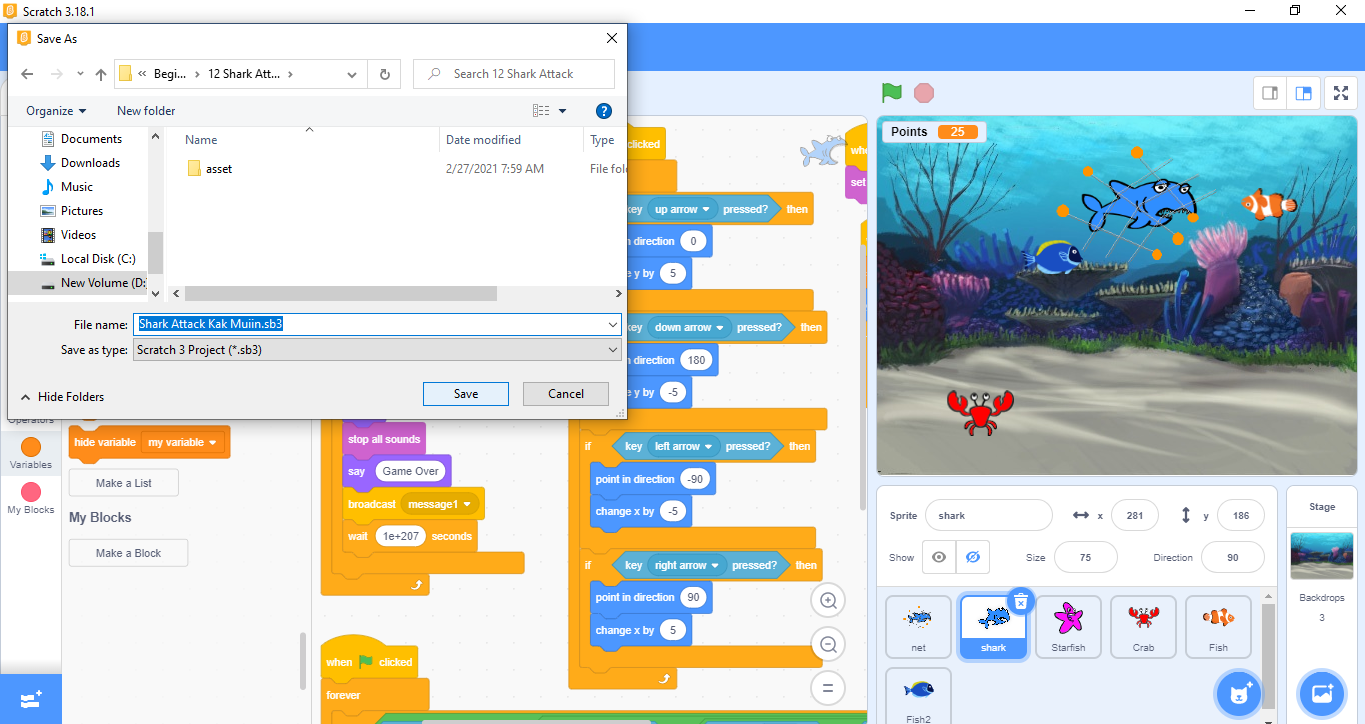 Scratch 3.18.1
Save As
« Begi... › 12 Shark Att... ›
Search 12 Shark Attack
Organize
New folder
Name
Date modified
Type
Documents
Downloads
Music
Pictures
Videos
Local Disk (C:)
New Volume (D:
asset
2/27/2021 7:59 AM
File fol
File name:
Shark Attack Kak Muiin.sb3
Save as type:
Scratch 3 Project (*.sb3)
Hide Folders
Save
Cancel
Operators
Variables
My Blocks
hide variable my variable
Make a List
My Blocks
Make a Block
stop all sounds
say Game Over
broadcast message1
wait 1e+207 seconds
when clicked
forever
clicked
key up arrow pressed? then
direction 0
y by 5
key down arrow pressed? then
direction 180
y by -5
if key left arrow pressed? then
point in direction -90
change x by -5
if key right arrow pressed? then
point in direction 90
change x by 5
set
Points 25
Sprite shark x 281 y 186
Show Size 75 Direction 90
net
shark
Starfish
Crab
Fish
Fish2
Stage
Backdrops
3